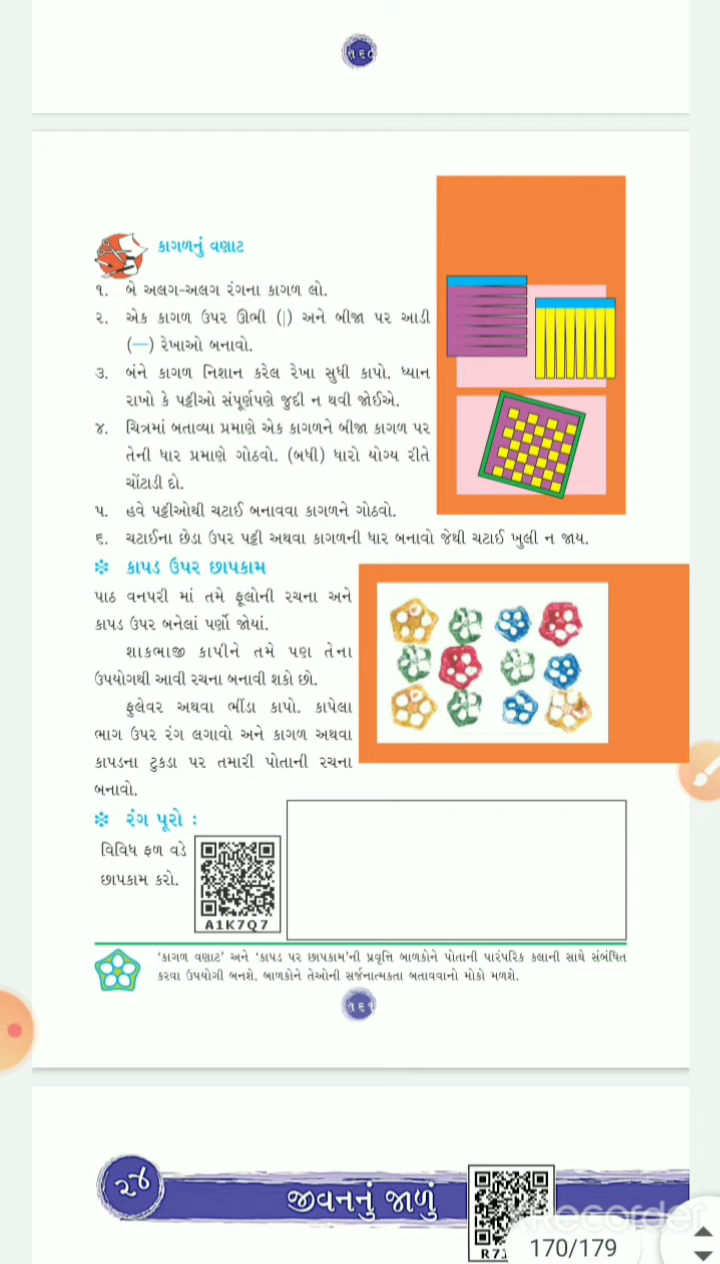 ૧૬૦
કાગળનું વણાટ
૧. બે અલગ-અલગ રંગના કાગળ લો.
૨. એક કાગળ ઉપર ઊભી (|) અને બીજા પર આડી
(—) રેખાઓ બનાવો.
૩. બંને કાગળ નિશાન કરેલ રેખા સુધી કાપો. ધ્યાન
રાખો કે પટ્ટીઓ સંપૂર્ણપણે જુદી ન થવી જોઈએ.
૪. ચિત્રમાં બતાવ્યા પ્રમાણે એક કાગળને બીજા કાગળ પર
તેની ધાર પ્રમાણે ગોઠવો. (બધી) ધારો યોગ્ય રીતે
ચોંટાડી દો.
૫. હવે પટ્ટીઓથી ચટાઈ બનાવવા કાગળને ગોઠવો.
૬. ચટાઈના છેડા ઉપર પટ્ટી અથવા કાગળની ધાર બનાવો જેથી ચટાઈ ખુલી ન જાય.
❉ કાપડ ઉપર છાપકામ
પાઠ વનપરી માં તમે ફૂલોની રચના અને
કાપડ ઉપર બનેલાં પર્ણો જોયાં.
શાકભાજી કાપીને તમે પણ તેના
ઉપયોગથી આવી રચના બનાવી શકો છો.
ફુલેવર અથવા ભીંડા કાપો. કાપેલા
ભાગ ઉપર રંગ લગાવો અને કાગળ અથવા
કાપડના ટુકડા પર તમારી પોતાની રચના
બનાવો.
❉ રંગ પૂરો :
વિવિધ ફળ વડે
છાપકામ કરો.
A1K7Q7
'કાગળ વણાટ' અને 'કાપડ પર છાપકામ'ની પ્રવૃત્તિ બાળકોને પોતાની પારંપરિક કલાની સાથે સંબંધિત
કરવા ઉપયોગી બનશે. બાળકોને તેઓની સર્જનાત્મકતા બતાવવાનો મોકો મળશે.
૧૬૧
૨૪
જીવનનું જાળું
Recorder
170/179